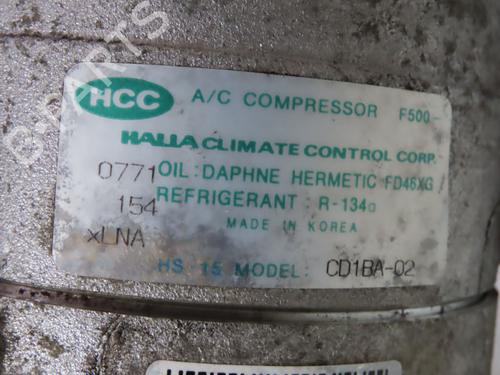 B-PARTS
HCC A/C COMPRESSOR F500-
HALLA CLIMATE CONTROL CORP.
0771 OIL: DAPHNE HERMETIC FD46XG
154 REFRIGERANT: R-134a
MADE IN KOREA
xLNA
HS 15 MODEL: CD1BA-02